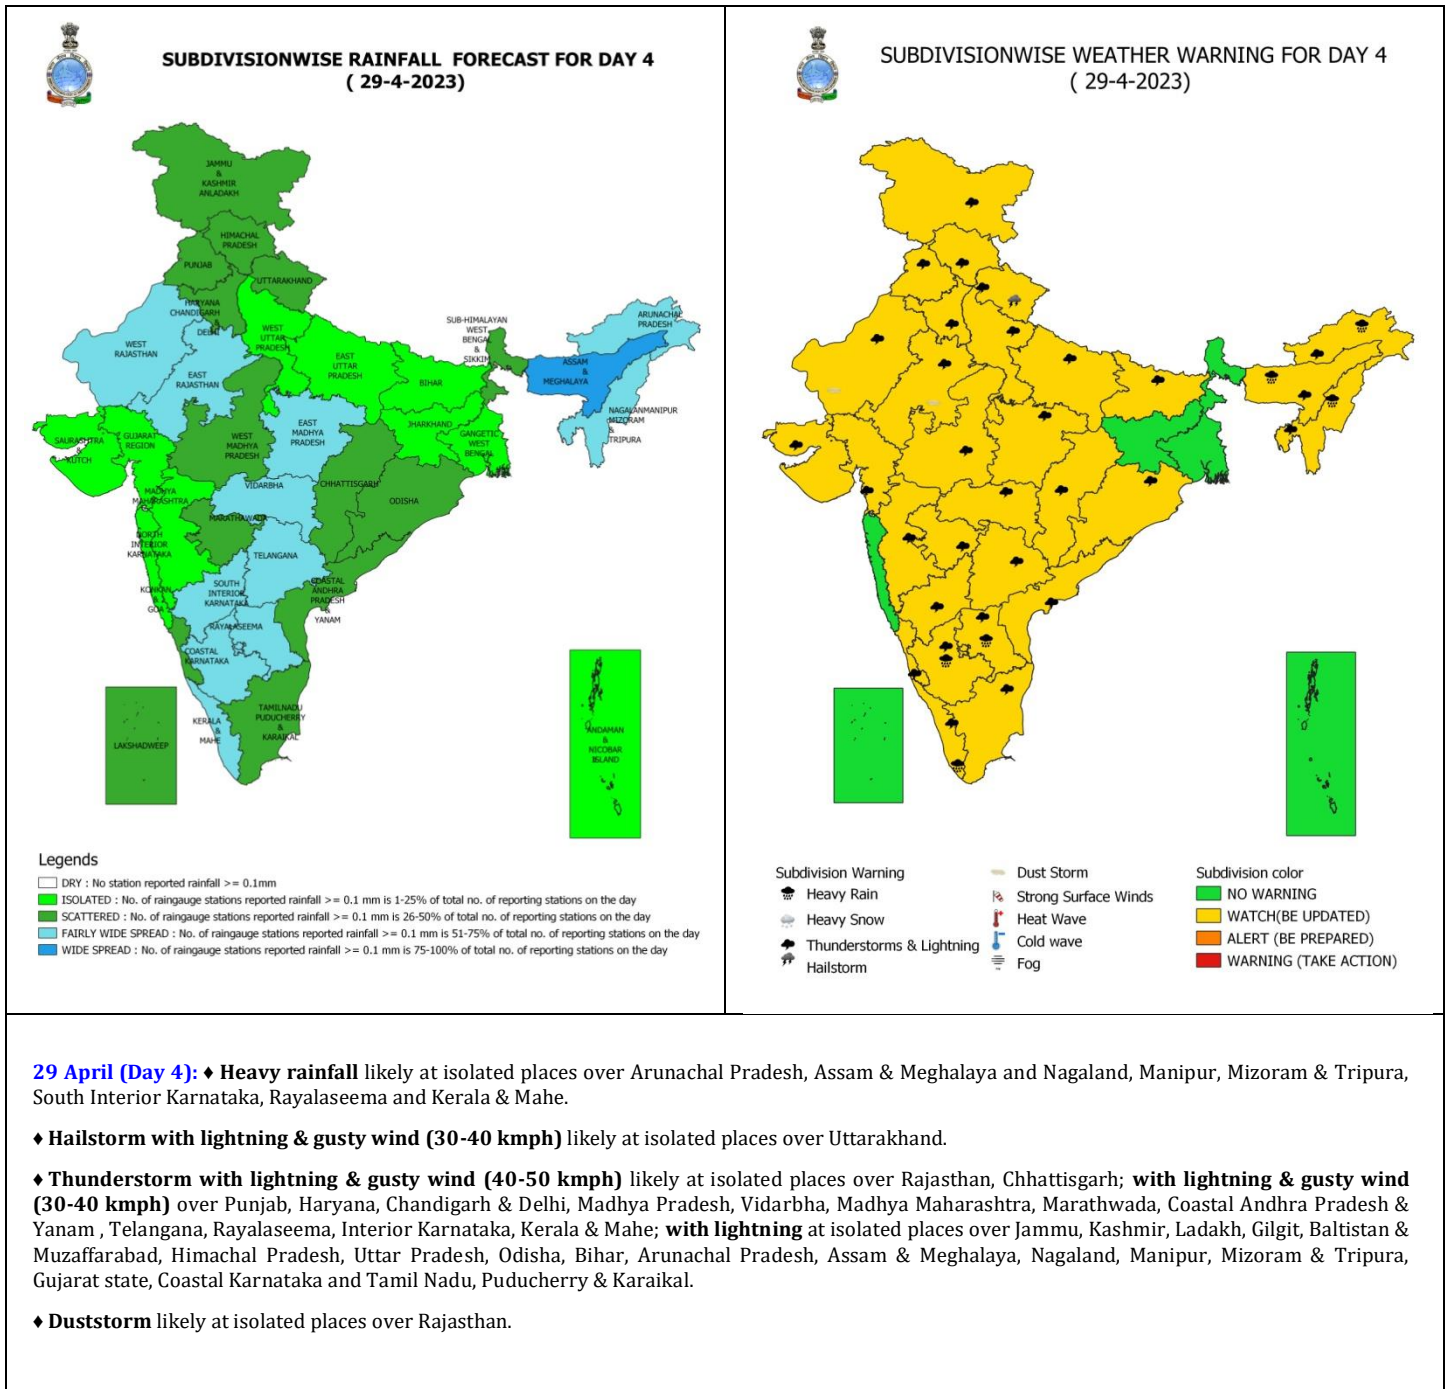 SUBDIVISIONWISE RAINFALL FORECAST FOR DAY 4
( 29-4-2023)
JAMMU
&
KASHMIR
ANLADAKH
HIMACHAL
PRADESH
PUNJAB
UTTARAKHAND
HARYANA
CHANDIGARH
&
DELHI
WEST
RAJASTHAN
WEST
UTTAR
PRADESH
EAST
RAJASTHAN
EAST
UTTAR
PRADESH
BIHAR
SUB-HIMALAYAN
WEST
BENGAL
&
SIKKIM
ARUNACHAL
PRADESH
ASSAM
&
MEGHALAYA
NAGALANMANIPUR
MIZORAM
&
TRIPURA
SAURASHTRA
&
KUTCH
GUJARAT
REGION
WEST
MADHYA
PRADESH
EAST
MADHYA
PRADESH
JHARKHAND
GANGETIC
WEST
BENGAL
MADHYA
MAHARASHTRA
VIDARBHA
CHHATTISGARH
ODISHA
MARATHAWADA
NORTH
INTERIOR
KARNATAKA
TELANGANA
KONKAN
&
GOA
SOUTH
INTERIOR
KARNATAKA
COASTAL
ANDHRA
PRADESH
&
YANAM
RAYALASEEMA
COASTAL
KARNATAKA
KERALA
&
MAHE
TAMILNADU
PUDUCHERRY
&
KARAIKAL
LAKSHADWEEP
ANDAMAN
&
NICOBAR
ISLAND
Legends
DRY : No station reported rainfall >= 0.1mm
ISOLATED : No. of raingauge stations reported rainfall >= 0.1 mm is 1-25% of total no. of reporting stations on the day
SCATTERED : No. of raingauge stations reported rainfall >= 0.1 mm is 26-50% of total no. of reporting stations on the day
FAIRLY WIDE SPREAD : No. of raingauge stations reported rainfall >= 0.1 mm is 51-75% of total no. of reporting stations on the day
WIDE SPREAD : No. of raingauge stations reported rainfall >= 0.1 mm is 75-100% of total no. of reporting stations on the day
SUBDIVISIONWISE WEATHER WARNING FOR DAY 4
( 29-4-2023)
Subdivision Warning
Heavy Rain
Heavy Snow
Thunderstorms & Lightning
Hailstorm
Dust Storm
Strong Surface Winds
Heat Wave
Cold wave
Fog
Subdivision color
NO WARNING
WATCH(BE UPDATED)
ALERT (BE PREPARED)
WARNING (TAKE ACTION)
29 April (Day 4): ♦ Heavy rainfall likely at isolated places over Arunachal Pradesh, Assam & Meghalaya and Nagaland, Manipur, Mizoram & Tripura,
South Interior Karnataka, Rayalaseema and Kerala & Mahe.
♦ Hailstorm with lightning & gusty wind (30-40 kmph) likely at isolated places over Uttarakhand.
♦ Thunderstorm with lightning & gusty wind (40-50 kmph) likely at isolated places over Rajasthan, Chhattisgarh; with lightning & gusty wind
(30-40 kmph) over Punjab, Haryana, Chandigarh & Delhi, Madhya Pradesh, Vidarbha, Madhya Maharashtra, Marathwada, Coastal Andhra Pradesh &
Yanam , Telangana, Rayalaseema, Interior Karnataka, Kerala & Mahe; with lightning at isolated places over Jammu, Kashmir, Ladakh, Gilgit, Baltistan &
Muzaffarabad, Himachal Pradesh, Uttar Pradesh, Odisha, Bihar, Arunachal Pradesh, Assam & Meghalaya, Nagaland, Manipur, Mizoram & Tripura,
Gujarat state, Coastal Karnataka and Tamil Nadu, Puducherry & Karaikal.
♦ Duststorm likely at isolated places over Rajasthan.